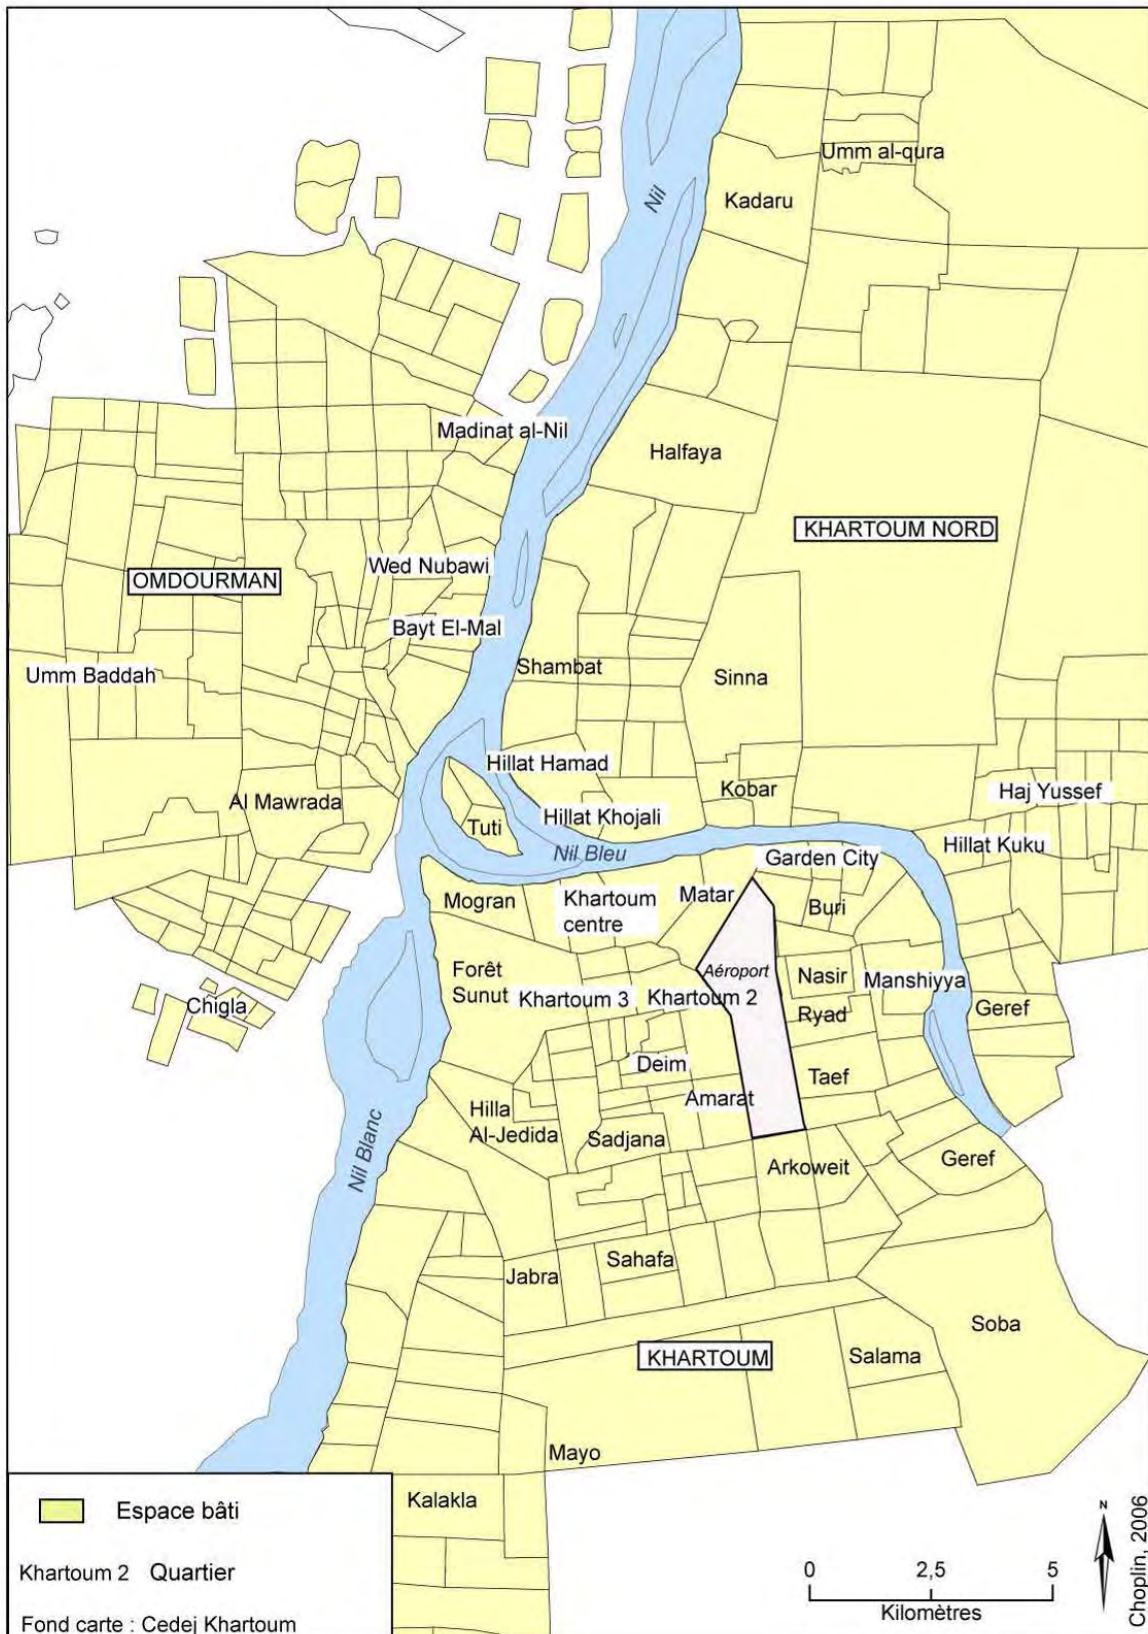 Nil
Umm al-qura
Kadaru
Madinat al-Nil
Halfaya
KHARTOUM NORD
Wed Nubawi
OMDOURMAN
Bayt El-Mal
Umm Baddah
Shambat
Sinna
Hillat Hamad
Kobar
Haj Yussef
Al Mawrada
Hillat Khojali
Tuti
Nil Bleu
Garden City
Hillat Kuku
Mogran
Khartoum
centre
Matar
Buri
Forêt
Sunut
Aéroport
Nasir
Manshiyya
Khartoum 3
Khartoum 2
Chigla
Ryad
Geref
Deim
Taef
Amarat
Hilla
Al-Jedida
Sadjana
Nil Blanc
Arkoweit
Geref
Sahafa
Jabra
Soba
KHARTOUM
Salama
Mayo
Kalakla
Espace bâti
Khartoum 2 Quartier
Fond carte : Cedej Khartoum
N
0 2,5 5
Kilomètres
Choplin, 2006